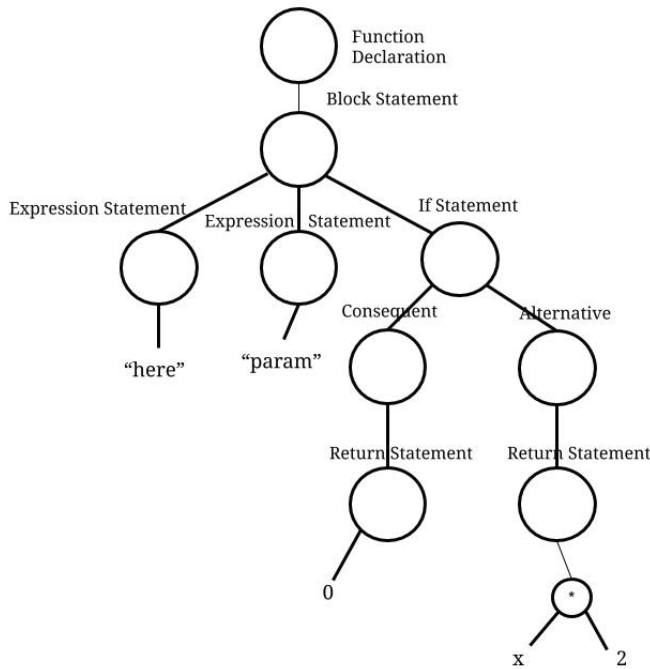 Function
Declaration
Block Statement
Expression Statement
Expression Statement
If Statement
Consequent
Alternative
“here”
“param”
Return Statement
Return Statement
0
*
x
2